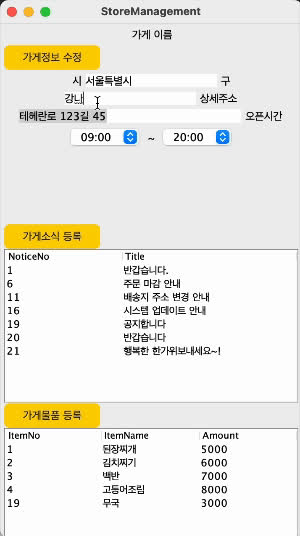 StoreManagement
가게 이름
가게정보 수정
시 서울특별시 구
강나 상세주소
테헤란로 123길 45 오픈시간
09:00 ~ 20:00
가게소식 등록
NoticeNo Title
1 반갑습니다.
6 주문 마감 안내
11 배송지 주소 변경 안내
16 시스템 업데이트 안내
19 공지합니다
20 반갑습니다
21 행복한 한가위보내세요~!
가게물품 등록
ItemNo ItemName Amount
1 된장찌개 5000
2 김치찌기 6000
3 백반 7000
4 고등어조림 8000
19 무국 3000